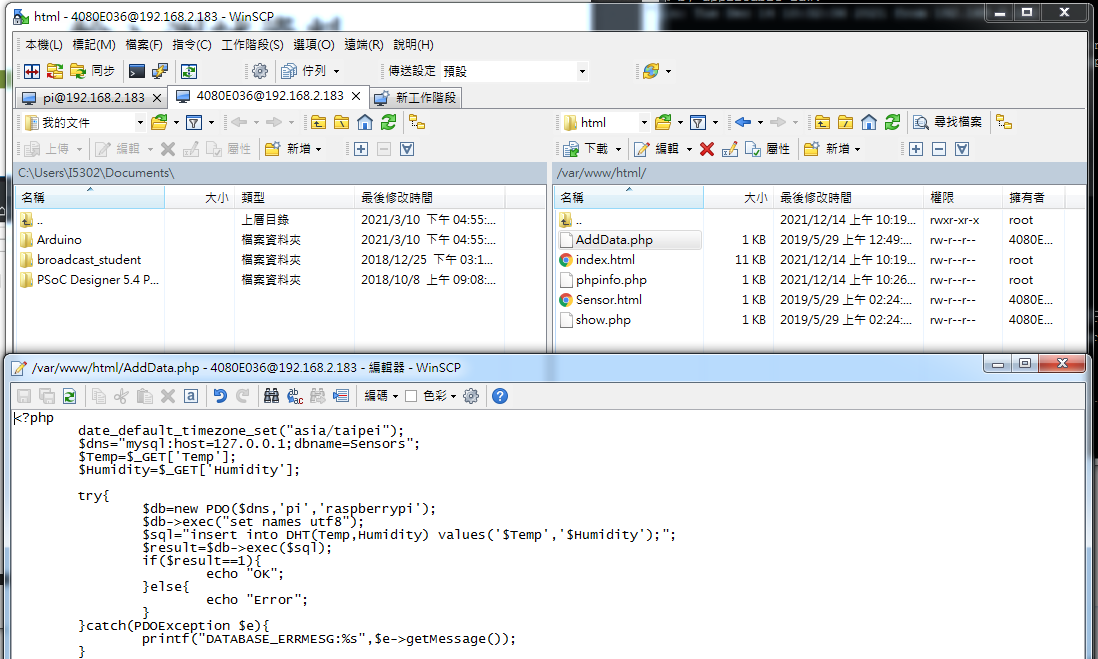 html - 4080E036@192.168.2.183 - WinSCP
本機(L) 標記(M) 檔案(F) 指令(C) 工作階段(S) 選項(O) 遠端(R) 說明(H)
同步 佇列 傳送設定 預設
pi@192.168.2.183 4080E036@192.168.2.183 新工作階段
我的文件 html 尋找檔案
上傳 編輯 屬性 新增 下載 編輯 屬性 新增
C:\Users\I5302\Documents\ /var/www/html/
名稱 大小 類型 最後修改時間 名稱 大小 最後修改時間 權限 擁有者
.. 上層目錄 2021/3/10 下午 04:55:... .. 2021/12/14 上午 10:19... rwxr-xr-x root
Arduino 檔案資料夾 2021/3/10 下午 04:55:... AddData.php 1 KB 2019/5/29 上午 12:49:... rw-r--r-- 4080E...
broadcast_student 檔案資料夾 2018/12/25 下午 03:1... index.html 11 KB 2021/12/14 上午 10:19... rw-r--r-- root
PSoC Designer 5.4 P... 檔案資料夾 2018/10/8 上午 09:08:... phpinfo.php 1 KB 2021/12/14 上午 10:26... rw-r--r-- root
Sensor.html 1 KB 2019/5/29 上午 02:24:... rw-r--r-- 4080E...
show.php 1 KB 2019/5/29 上午 02:24:... rw-r--r-- 4080E...
/var/www/html/AddData.php - 4080E036@192.168.2.183 - 編輯器 - WinSCP
編碼 色彩
<?php
date_default_timezone_set("asia/taipei");
$dns="mysql:host=127.0.0.1;dbname=Sensors";
$Temp=$_GET['Temp'];
$Humidity=$_GET['Humidity'];
try{
$db=new PDO($dns,'pi','raspberrypi');
$db->exec("set names utf8");
$sql="insert into DHT(Temp,Humidity) values('$Temp','$Humidity');";
$result=$db->exec($sql);
if($result==1){
echo "OK";
}else{
echo "Error";
}
}catch(PDOException $e){
printf("DATABASE_ERRMESG:%s",$e->getMessage());
}